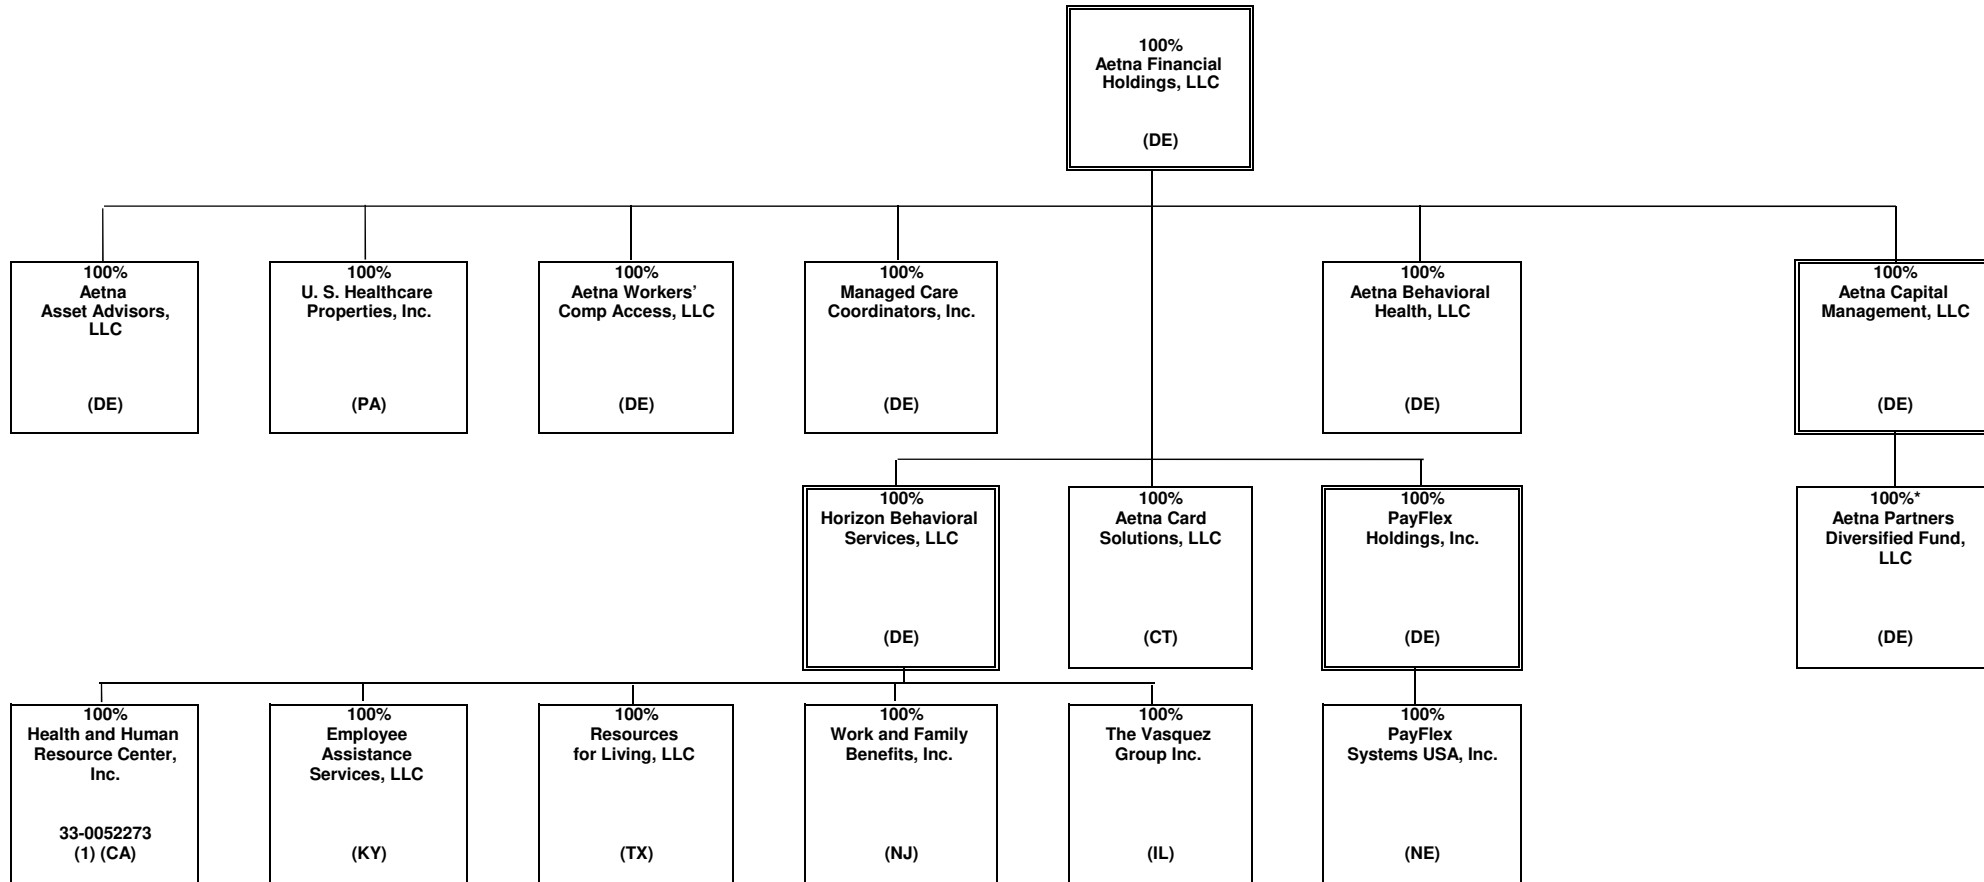 100%
Aetna Financial
Holdings, LLC
(DE)
100%
Aetna
Asset Advisors,
LLC
(DE)
100%
U. S. Healthcare
Properties, Inc.
(PA)
100%
Aetna Workers’
Comp Access, LLC
(DE)
100%
Managed Care
Coordinators, Inc.
(DE)
100%
Aetna Behavioral
Health, LLC
(DE)
100%
Aetna Capital
Management, LLC
(DE)
100%
Horizon Behavioral
Services, LLC
(DE)
100%
Aetna Card
Solutions, LLC
(CT)
100%
PayFlex
Holdings, Inc.
(DE)
100%*
Aetna Partners
Diversified Fund,
LLC
(DE)
100%
Health and Human
Resource Center,
Inc.
33-0052273
(1) (CA)
100%
Employee
Assistance
Services, LLC
(KY)
100%
Resources
for Living, LLC
(TX)
100%
Work and Family
Benefits, Inc.
(NJ)
100%
The Vasquez
Group Inc.
(IL)
100%
PayFlex
Systems USA, Inc.
(NE)